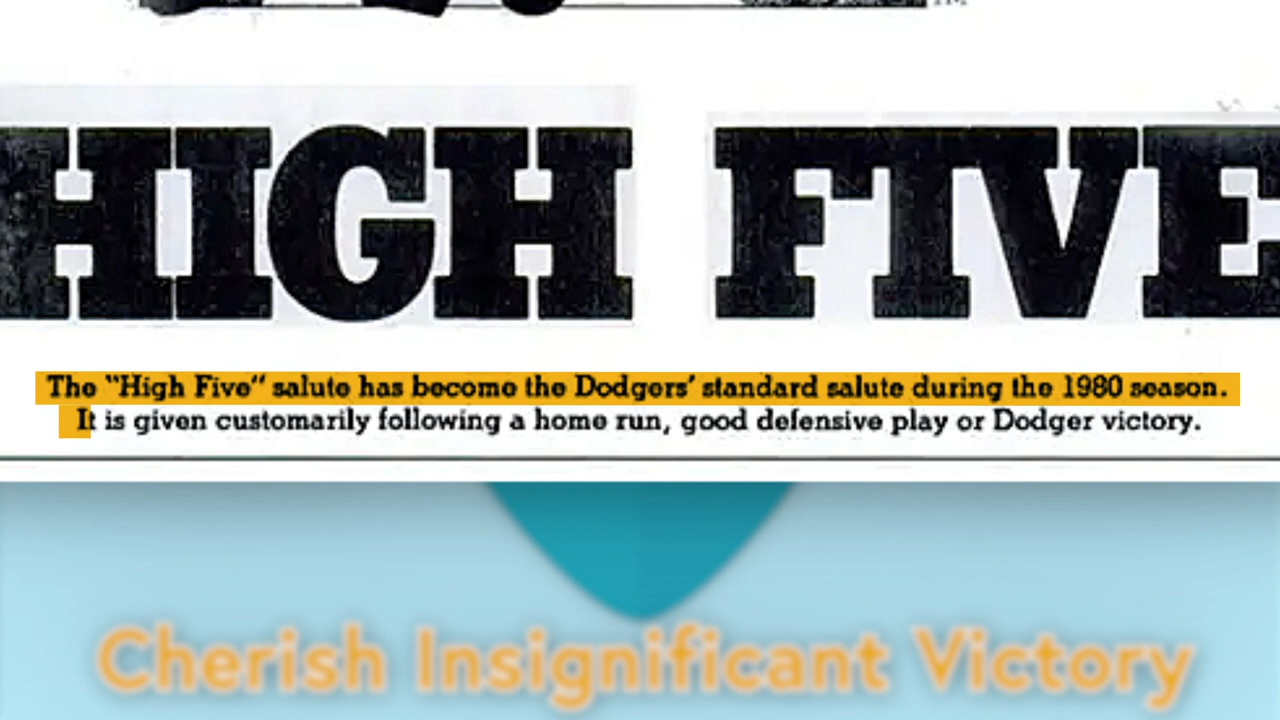 TM
HIGH FIVE
The "High Five" salute has become the Dodgers' standard salute during the 1980 season.
It is given customarily following a home run, good defensive play or Dodger victory.
Cherish Insignificant Victory